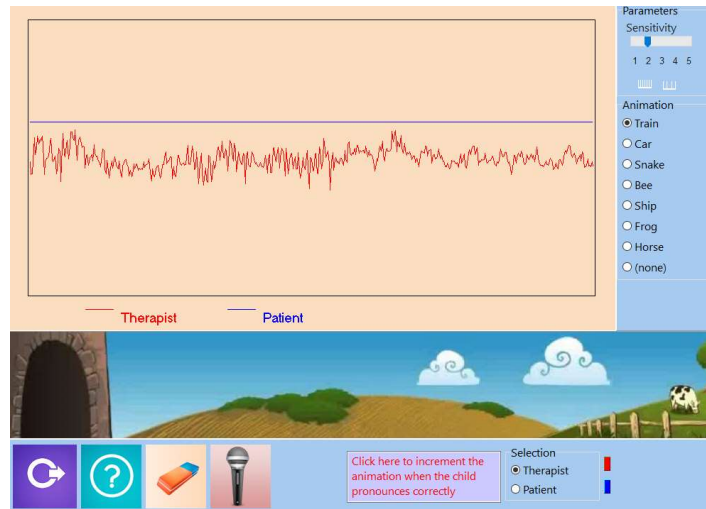 Parameters
Sensitivity
1 2 3 4 5
Animation
Train
Car
Snake
Bee
Ship
Frog
Horse
(none)
Therapist
Patient
Click here to increment the
animation when the child
pronounces correctly
Selection
Therapist
Patient